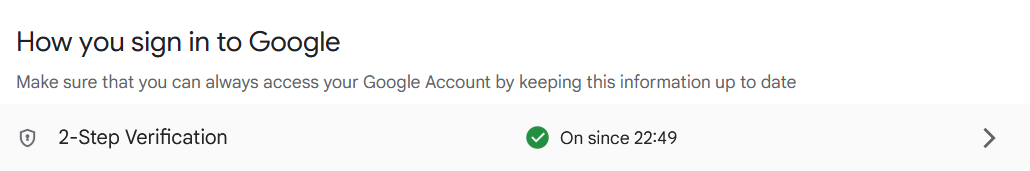 How you sign in to Google
Make sure that you can always access your Google Account by keeping this information up to date
2-Step Verification On since 22:49